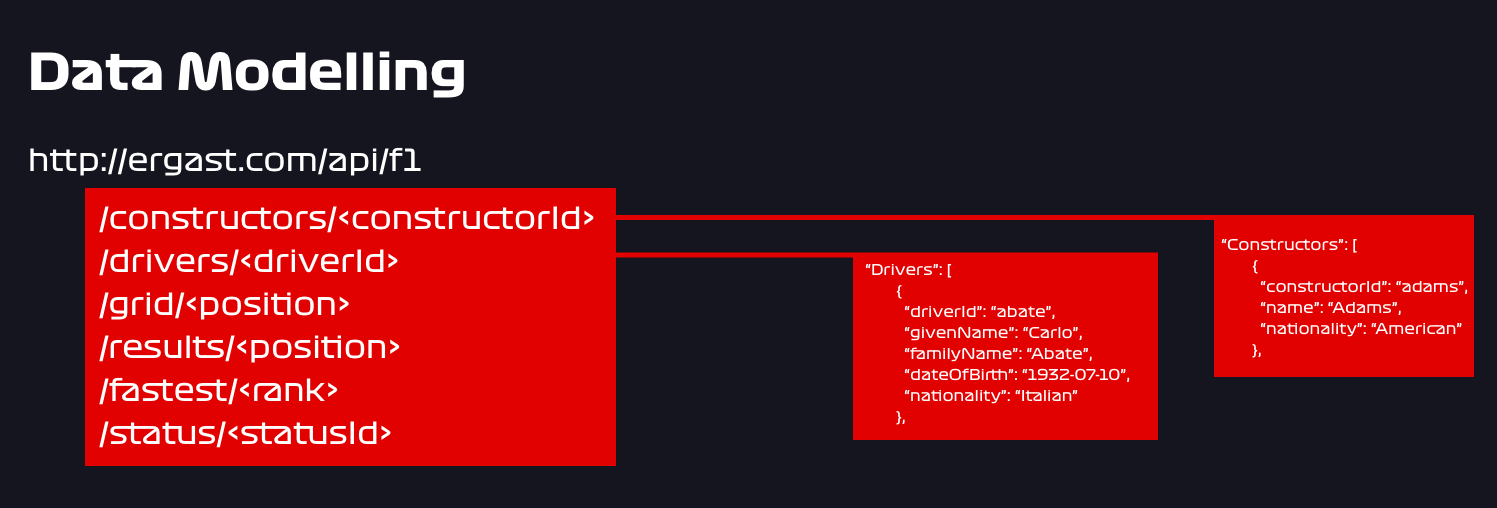 Data Modelling
http://ergast.com/api/f1
/constructors/<constructorId>
/drivers/<driverId>
/grid/<position>
/results/<position>
/fastest/<rank>
/status/<statusId>
“Drivers”: [
{
“driverId”: “abate”,
“givenName”: “Carlo”,
“familyName”: “Abate”,
“dateOfBirth”: “1932-07-10”,
“nationality”: “Italian”
},
“Constructors”: [
{
“constructorId”: “adams”,
“name”: “Adams”,
“nationality”: “American”
},